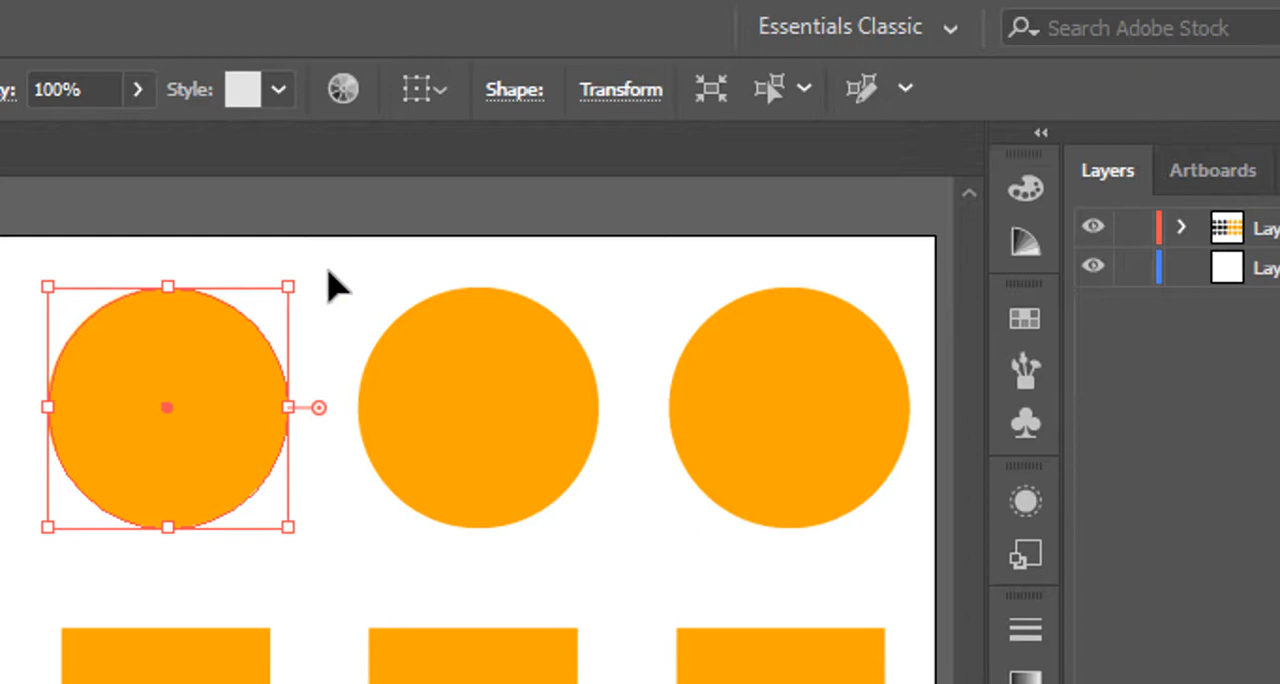 Essentials Classic
Search Adobe Stock
y: 100% Style: Shape: Transform
Layers Artboards
Lay
Lay